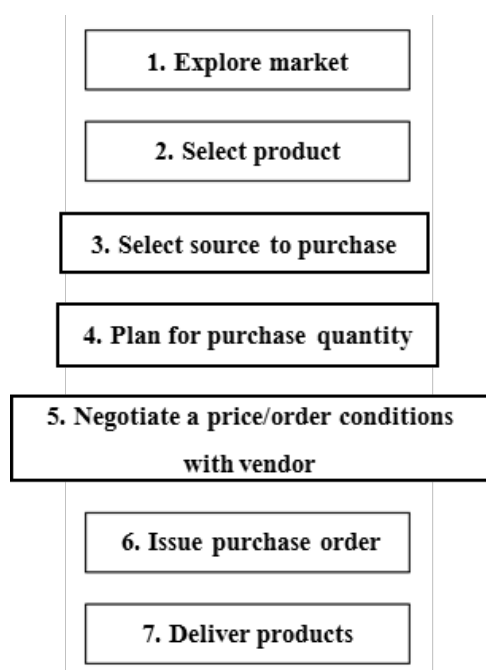 1. Explore market
2. Select product
3. Select source to purchase
4. Plan for purchase quantity
5. Negotiate a price/order conditions
with vendor
6. Issue purchase order
7. Deliver products